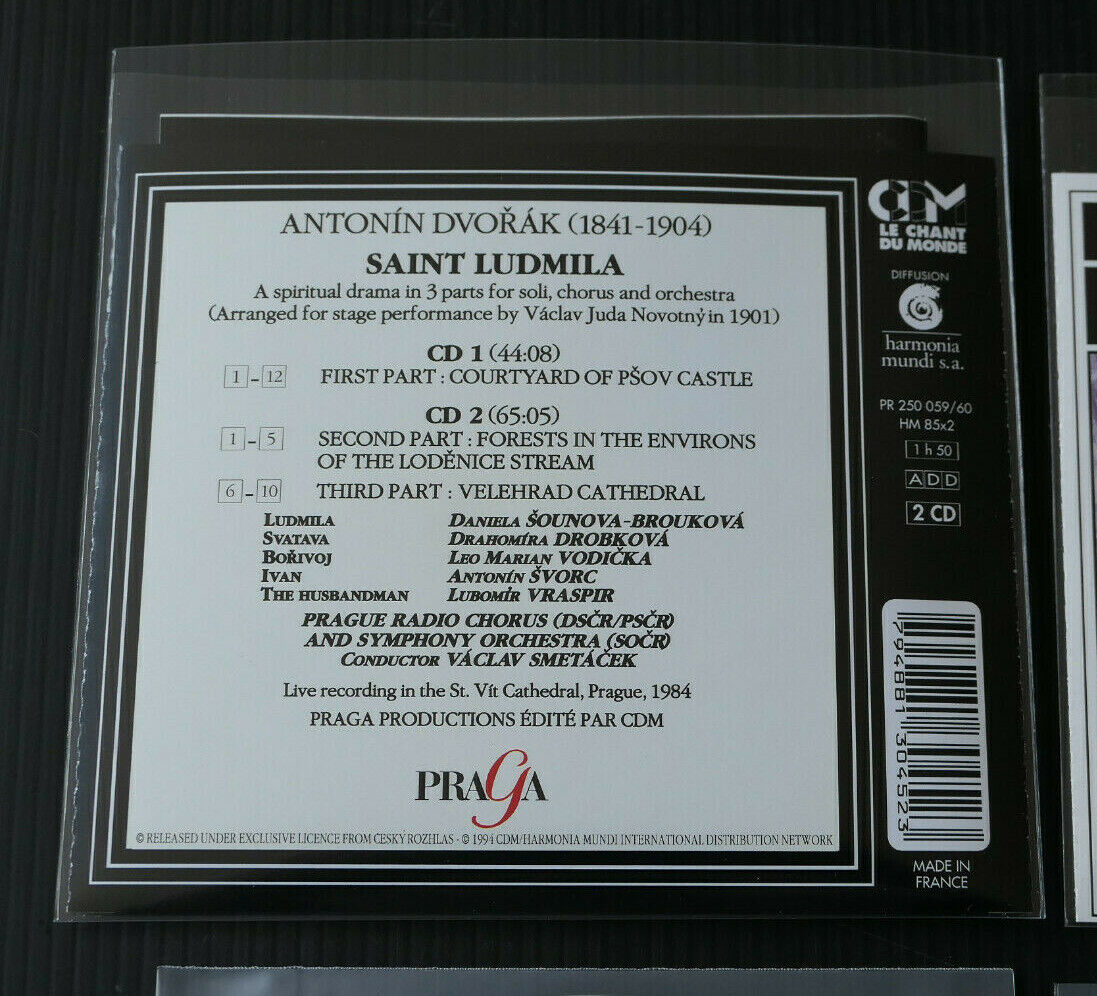 ANTONÍN DVOŘÁK (1841-1904)
SAINT LUDMILA
A spiritual drama in 3 parts for soli, chorus and orchestra
(Arranged for stage performance by Václav Juda Novotný in 1901)
CD 1 (44:08)
1 - 12 FIRST PART : COURTYARD OF PŠOV CASTLE
CD 2 (65:05)
1 - 5 SECOND PART : FORESTS IN THE ENVIRONS
OF THE LODĚNICE STREAM
6 - 10 THIRD PART : VELEHRAD CATHEDRAL
LUDMILA DANIELA ŠOUNOVA-BROUKOVÁ
SVATAVA DRAHOMÍRA DROBKOVÁ
BOŘIVOJ LEO MARIAN VODIČKA
IVAN ANTONÍN ŠVORC
THE HUSBANDMAN LUBOMÍR VRASPIR
PRAGUE RADIO CHORUS (DSČR/PSČR)
AND SYMPHONY ORCHESTRA (SOČR)
CONDUCTOR VÁCLAV SMETÁČEK
Live recording in the St. Vít Cathedral, Prague, 1984
PRAGA PRODUCTIONS ÉDITÉ PAR CDM
PRAGA
℗ RELEASED UNDER EXCLUSIVE LICENCE FROM ČESKÝ ROZHLAS - © 1994 CDM/HARMONIA MUNDI INTERNATIONAL DISTRIBUTION NETWORK
CDM
LE CHANT
DU MONDE
DIFFUSION
harmonia
mundi s.a.
PR 250 059/60
HM 85x2
1 h 50
ADD
2 CD
7 94881 30452 3
MADE IN
FRANCE